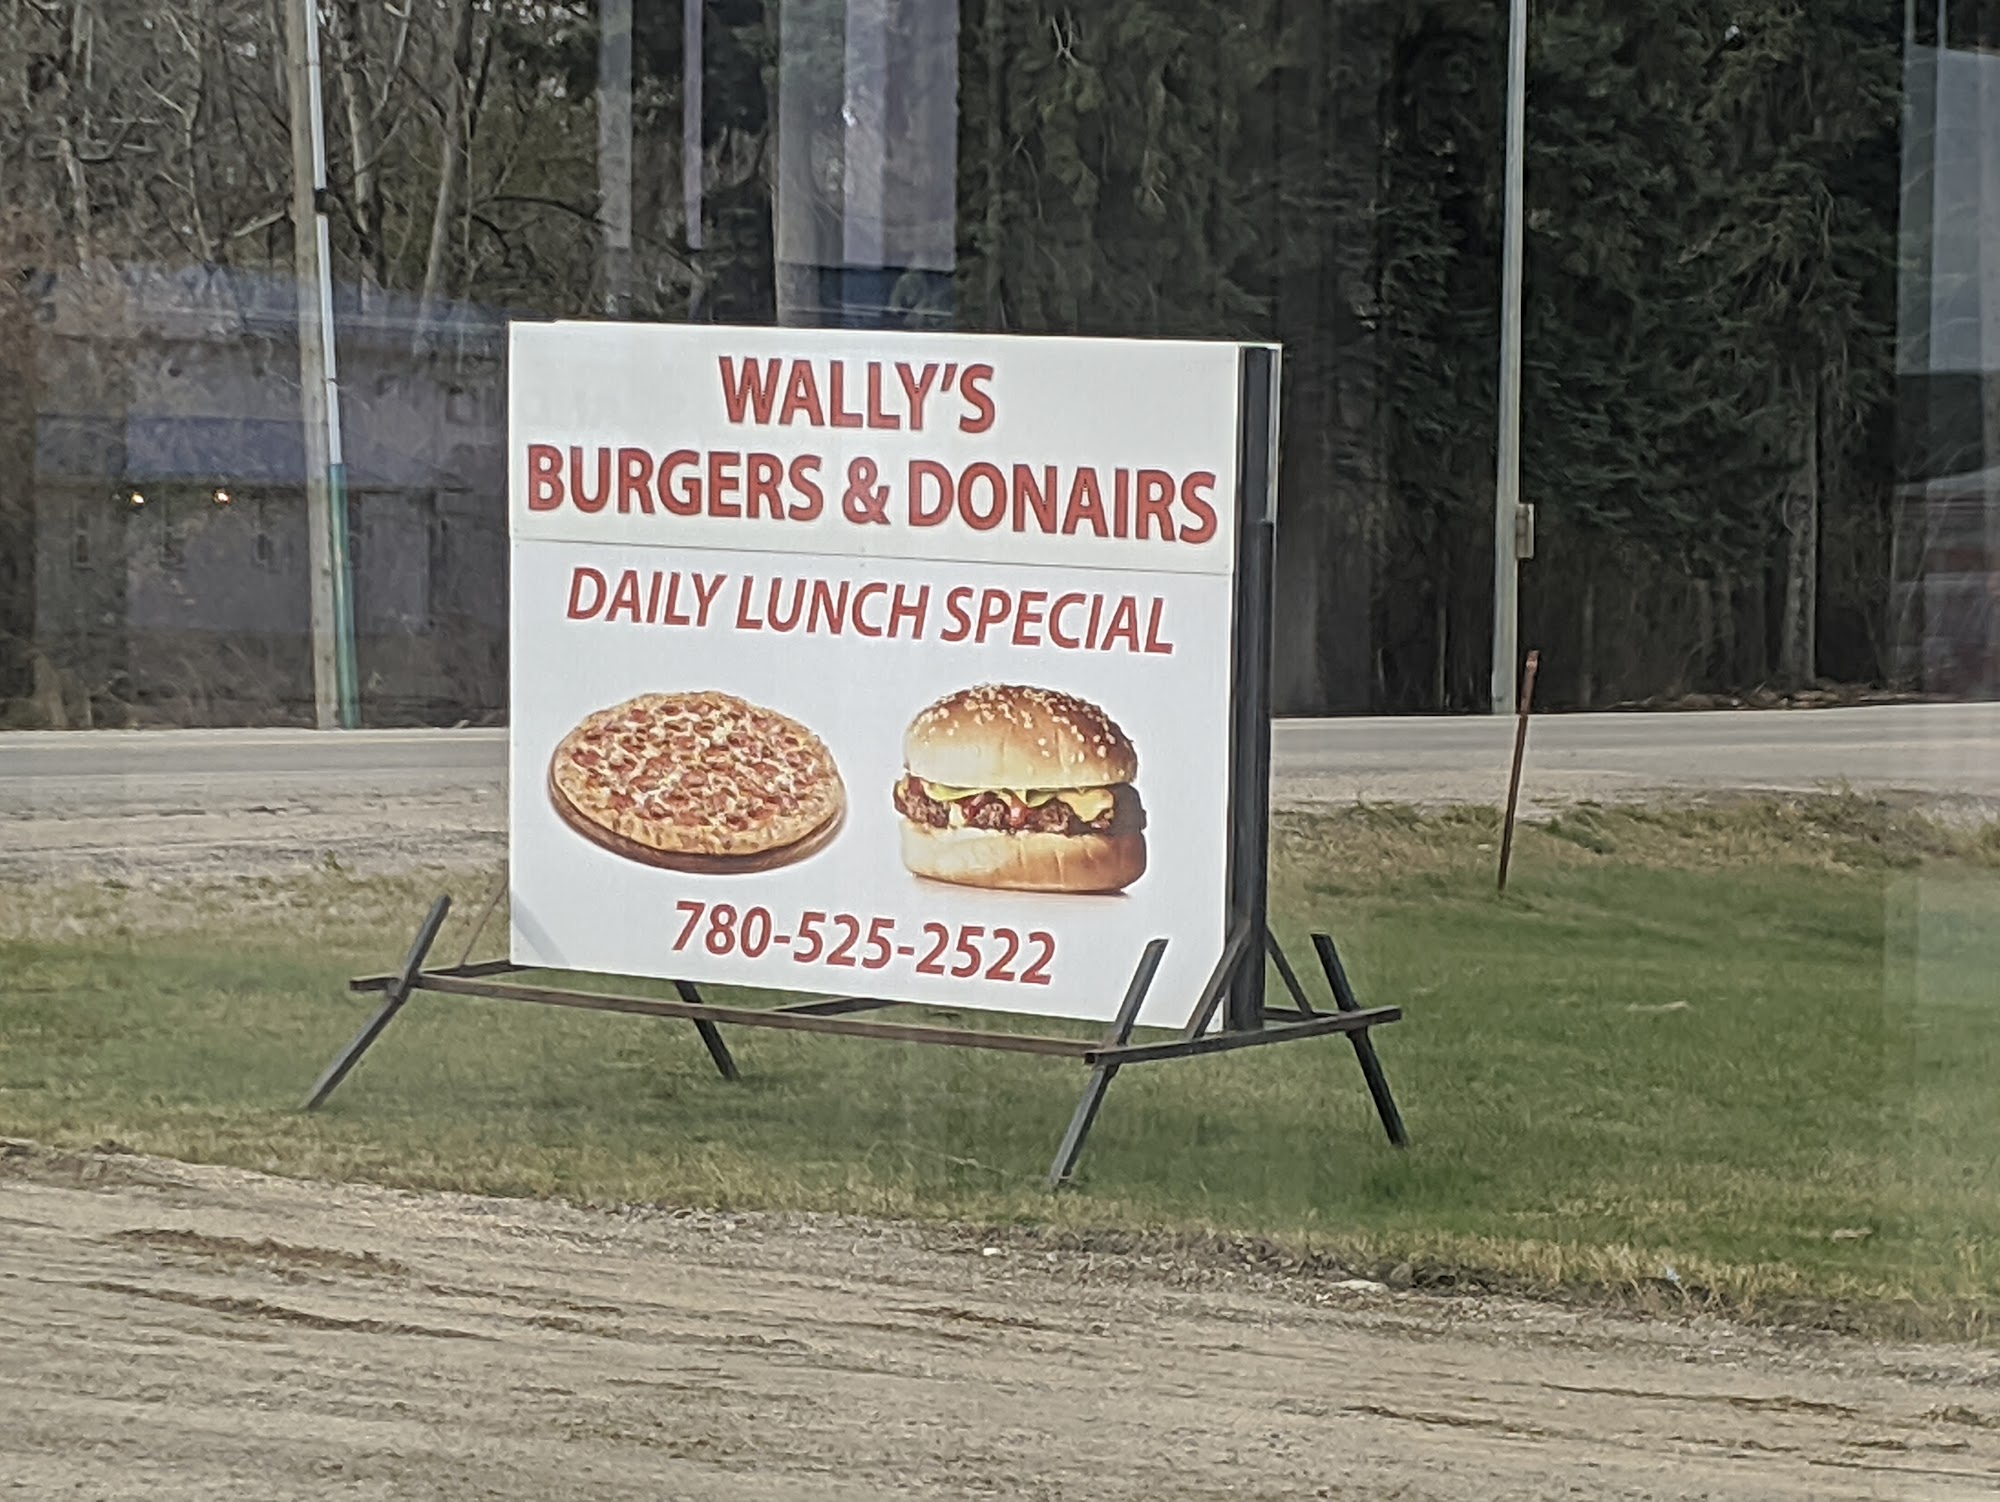 WALLY'S
BURGERS & DONAIRS
DAILY LUNCH SPECIAL
780-525-2522